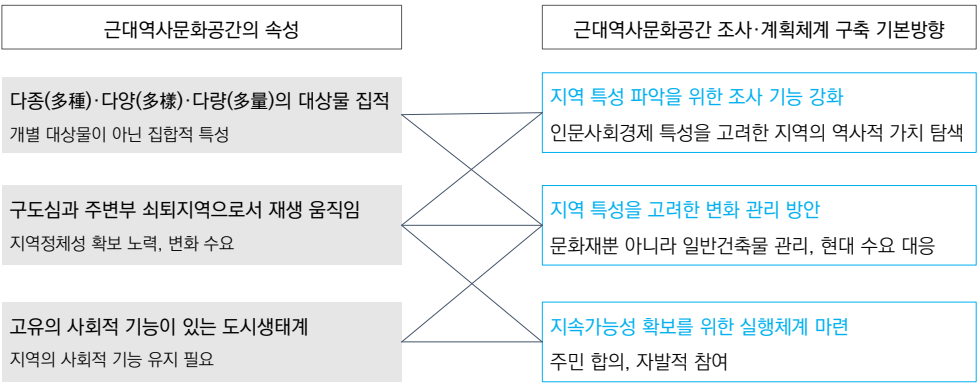 근대역사문화공간의 속성
근대역사문화공간 조사·계획체계 구축 기본방향
다종(多種)·다양(多樣)·다량(多量)의 대상물 집적
개별 대상물이 아닌 집합적 특성
지역 특성 파악을 위한 조사 기능 강화
인문사회경제 특성을 고려한 지역의 역사적 가치 탐색
구도심과 주변부 쇠퇴지역으로서 재생 움직임
지역정체성 확보 노력, 변화 수요
지역 특성을 고려한 변화 관리 방안
문화재뿐 아니라 일반건축물 관리, 현대 수요 대응
고유의 사회적 기능이 있는 도시생태계
지역의 사회적 기능 유지 필요
지속가능성 확보를 위한 실행체계 마련
주민 합의, 자발적 참여